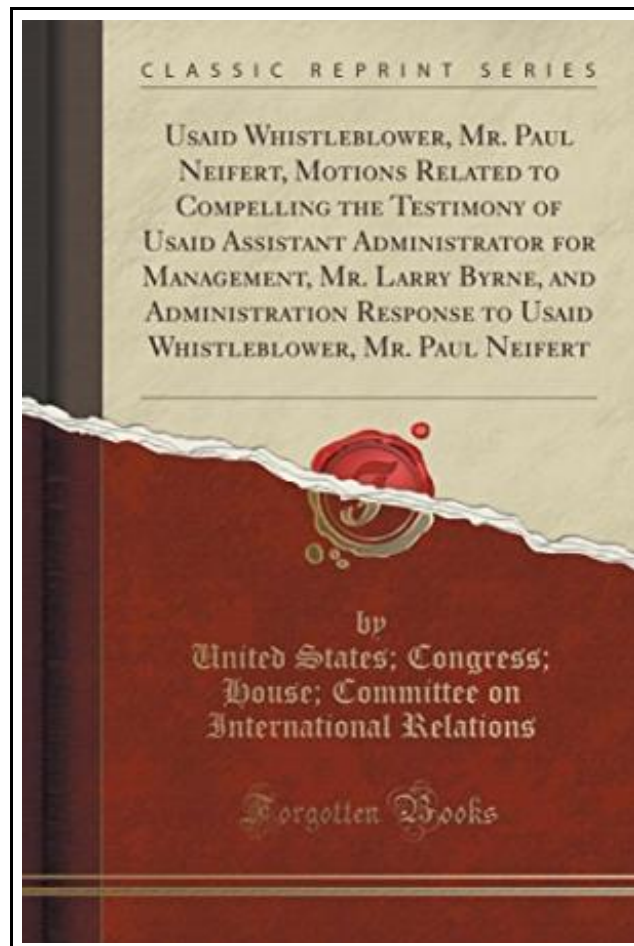 CLASSIC REPRINT SERIES
USAID WHISTLEBLOWER, MR. PAUL
NEIFERT, MOTIONS RELATED TO
COMPELLING THE TESTIMONY OF
USAID ASSISTANT ADMINISTRATOR FOR
MANAGEMENT, MR. LARRY BYRNE, AND
ADMINISTRATION RESPONSE TO USAID
WHISTLEBLOWER, MR. PAUL NEIFERT
by
United States; Congress;
House; Committee on
International Relations
Forgotten Books